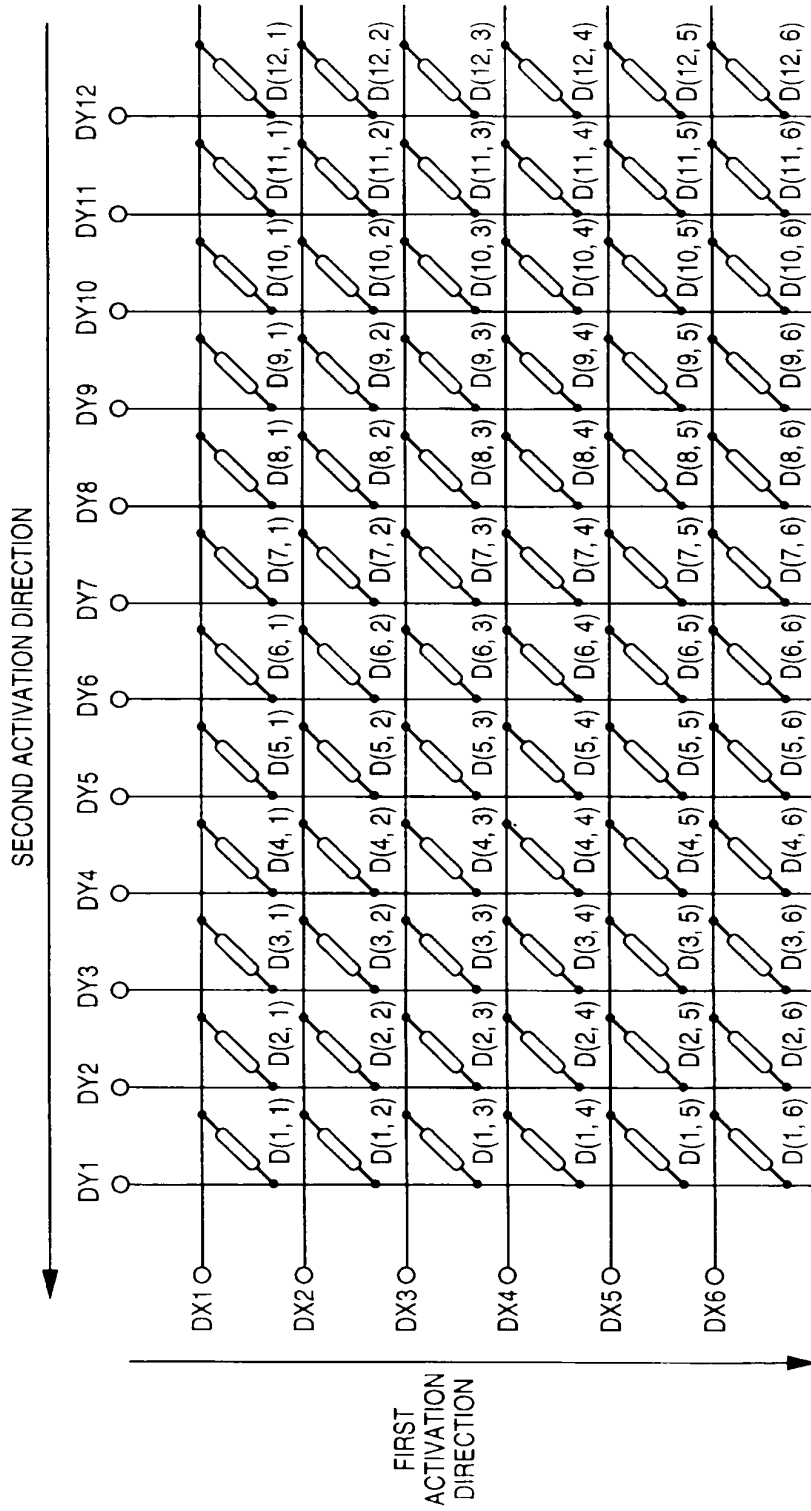 SECOND ACTIVATION DIRECTION
DY1 DY2 DY3 DY4 DY5 DY6 DY7 DY8 DY9 DY10 DY11 DY12
DX1
D(1, 1) D(2, 1) D(3, 1) D(4, 1) D(5, 1) D(6, 1) D(7, 1) D(8, 1) D(9, 1) D(10, 1) D(11, 1) D(12, 1)
DX2
D(1, 2) D(2, 2) D(3, 2) D(4, 2) D(5, 2) D(6, 2) D(7, 2) D(8, 2) D(9, 2) D(10, 2) D(11, 2) D(12, 2)
DX3
D(1, 3) D(2, 3) D(3, 3) D(4, 3) D(5, 3) D(6, 3) D(7, 3) D(8, 3) D(9, 3) D(10, 3) D(11, 3) D(12, 3)
DX4
D(1, 4) D(2, 4) D(3, 4) D(4, 4) D(5, 4) D(6, 4) D(7, 4) D(8, 4) D(9, 4) D(10, 4) D(11, 4) D(12, 4)
DX5
D(1, 5) D(2, 5) D(3, 5) D(4, 5) D(5, 5) D(6, 5) D(7, 5) D(8, 5) D(9, 5) D(10, 5) D(11, 5) D(12, 5)
DX6
D(1, 6) D(2, 6) D(3, 6) D(4, 6) D(5, 6) D(6, 6) D(7, 6) D(8, 6) D(9, 6) D(10, 6) D(11, 6) D(12, 6)
FIRST
ACTIVATION
DIRECTION